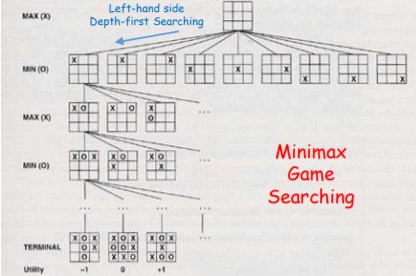 Left-hand side
Depth-first Searching
MAX (X)
MIN (O)
X X X
X X X
X X X
MAX (X)
X O X O X
O
...
MIN (O)
X O X X O X O
X X
...
Minimax
Game
Searching
... ... ...
...
TERMINAL
X O X X O X X O X
O X O O X X
O X X O X O O
Utility −1 0 +1